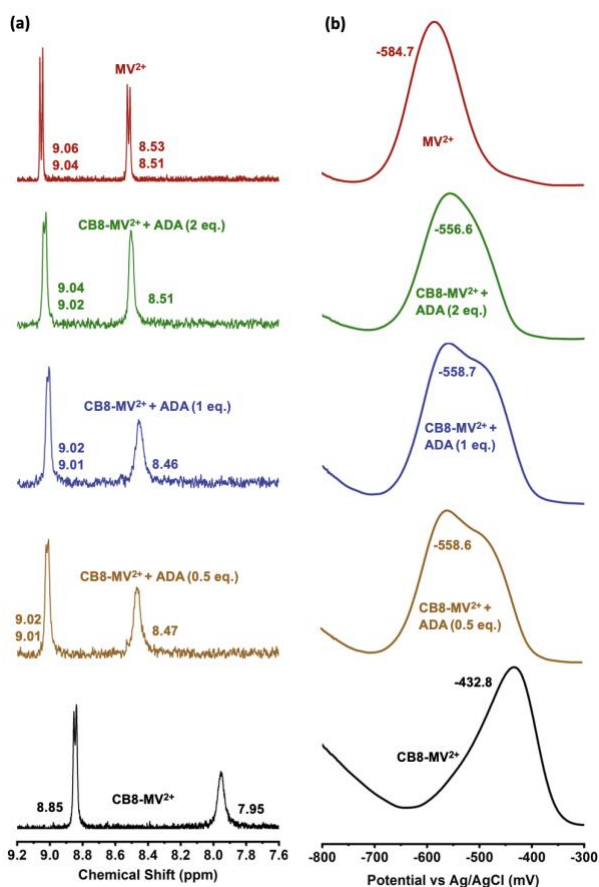 (a)
MV²⁺
9.06
9.04
8.53
8.51
CB8-MV²⁺ + ADA (2 eq.)
9.04
9.02
8.51
CB8-MV²⁺ + ADA (1 eq.)
9.02
9.01
8.46
CB8-MV²⁺ + ADA (0.5 eq.)
9.02
9.01
8.47
8.85
CB8-MV²⁺
7.95
9.2 9.0 8.8 8.6 8.4 8.2 8.0 7.8 7.6
Chemical Shift (ppm)
(b)
-584.7
MV²⁺
-556.6
CB8-MV²⁺ +
ADA (2 eq.)
-558.7
CB8-MV²⁺ +
ADA (1 eq.)
-558.6
CB8-MV²⁺ +
ADA (0.5 eq.)
-432.8
CB8-MV²⁺
-800 -700 -600 -500 -400 -300
Potential vs Ag/AgCl (mV)